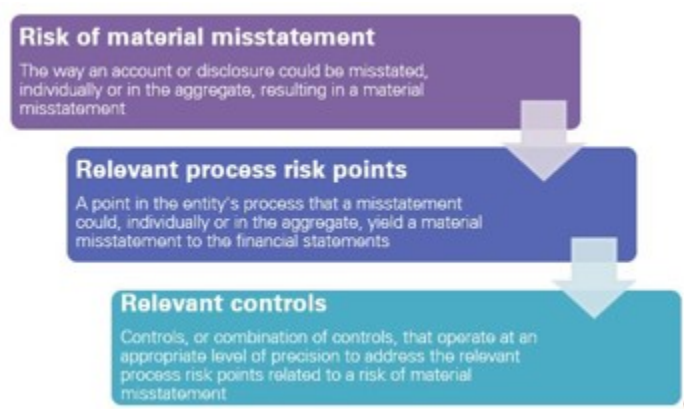 Risk of material misstatement
The way an account or disclosure could be misstated,
individually or in the aggregate, resulting in a material
misstatement
Relevant process risk points
A point in the entity's process that a misstatement
could, individually or in the aggregate, yield a material
misstatement to the financial statements
Relevant controls
Controls, or combination of controls, that operate at an
appropriate level of precision to address the relevant
process risk points related to a risk of material
misstatement